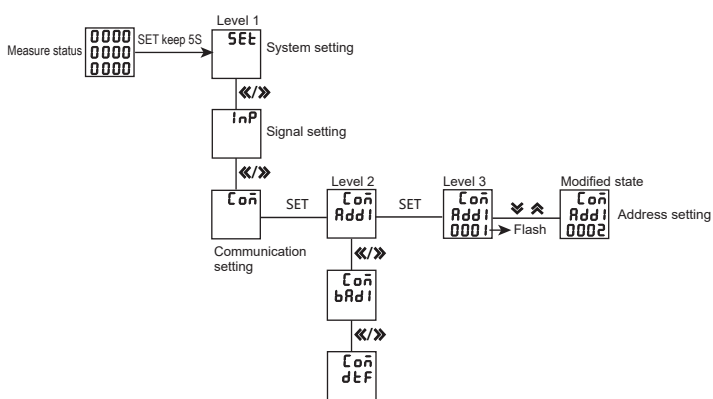 Level 1
Measure status
0000
0000
0000
SET keep 5S
SEt
System setting
«/»
InP
Signal setting
«/»
Con̄
Communication
setting
SET
Level 2
Con̄
Add1
SET
Level 3
Con̄
Add1
0001
Flash
Modified state
Con̄
Add1
0002
Address setting
«/»
Con̄
bAd1
«/»
Con̄
dtF